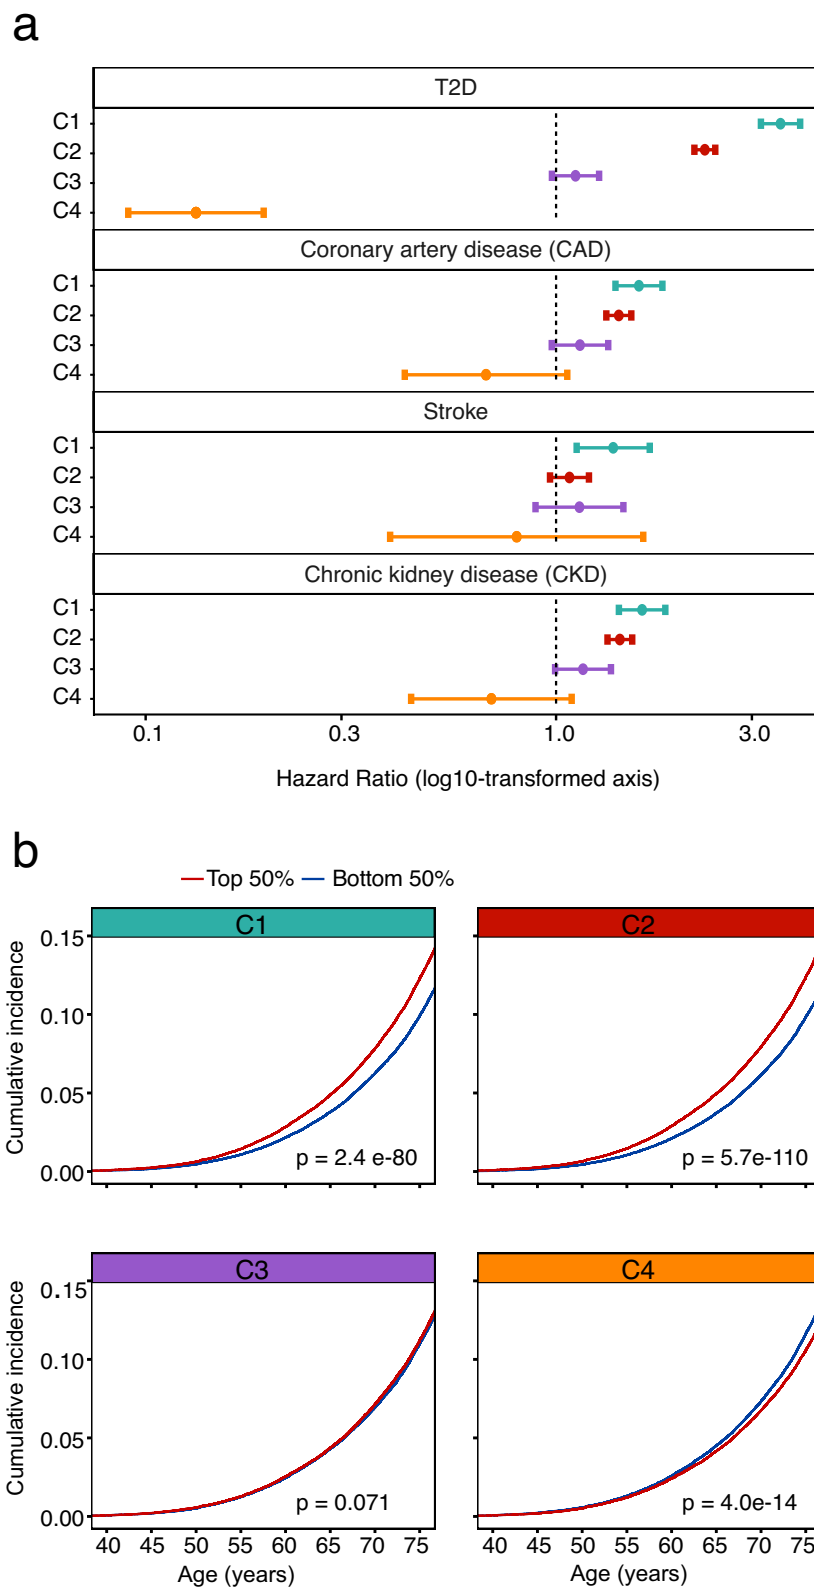 a
T2D
C1
C2
C3
C4
Coronary artery disease (CAD)
C1
C2
C3
C4
Stroke
C1
C2
C3
C4
Chronic kidney disease (CKD)
C1
C2
C3
C4
0.1 0.3 1.0 3.0
Hazard Ratio (log10-transformed axis)
b
Top 50% Bottom 50%
C1 C2
Cumulative incidence
0.15
0.10
0.05
0.00
p = 2.4 e-80 p = 5.7e-110
C3 C4
Cumulative incidence
0.15
0.10
0.05
0.00
p = 0.071 p = 4.0e-14
40 45 50 55 60 65 70 75 40 45 50 55 60 65 70 75
Age (years) Age (years)